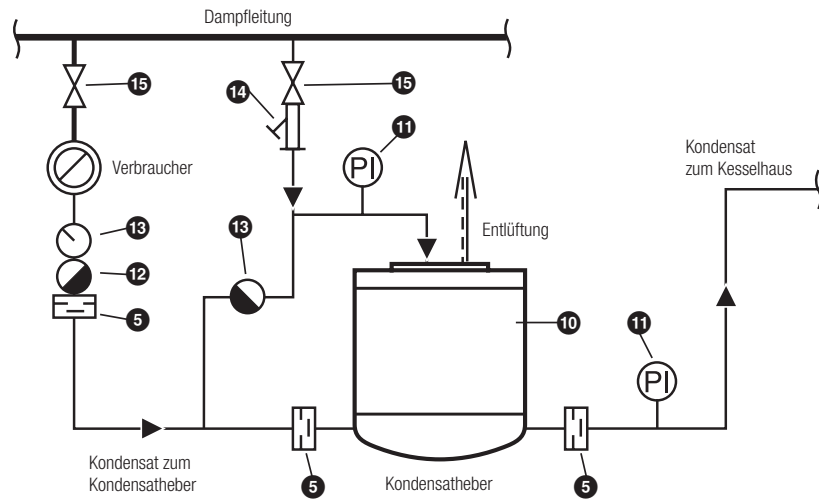 Dampfleitung
15
14
15
11
Kondensat
zum Kesselhaus
PI
Verbraucher
Entlüftung
13
13
12
5
10
11
PI
Kondensat zum
Kondensatheber
5
Kondensatheber
5